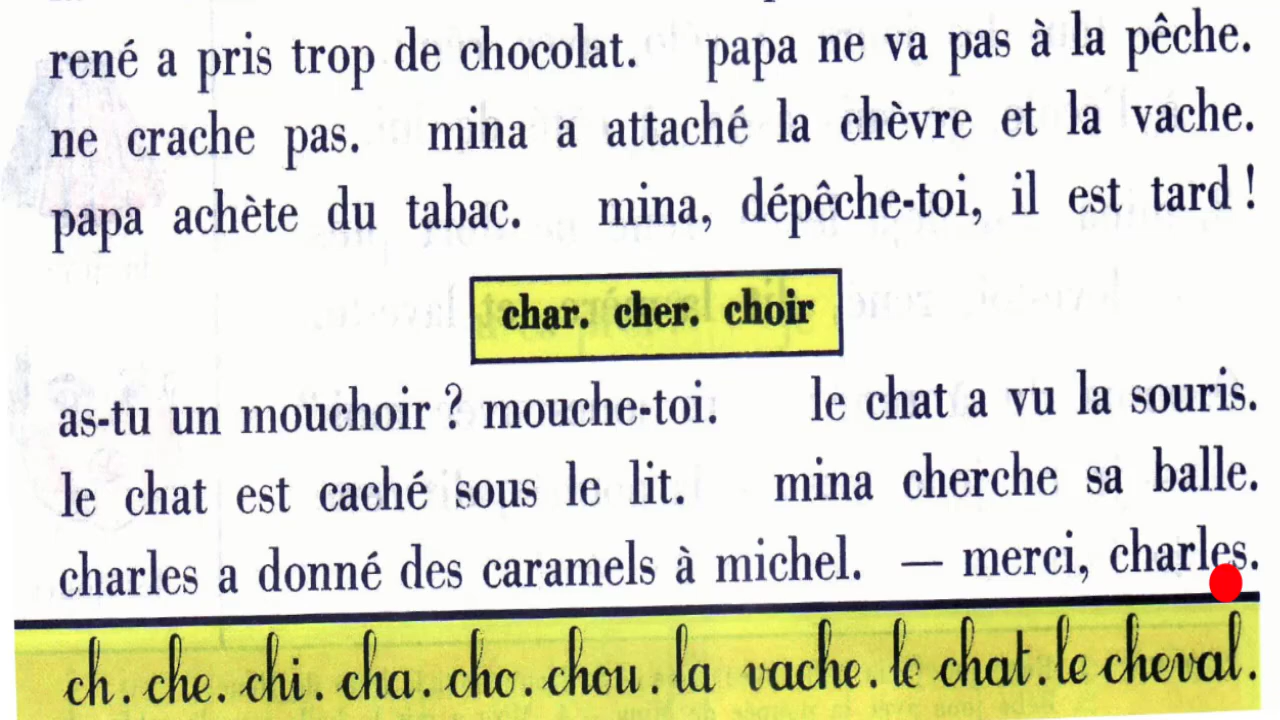 rené a pris trop de chocolat. papa ne va pas à la pêche.
ne crache pas. mina a attaché la chèvre et la vache.
papa achète du tabac. mina, dépêche-toi, il est tard !
char. cher. choir
as-tu un mouchoir ? mouche-toi. le chat a vu la souris.
le chat est caché sous le lit. mina cherche sa balle.
charles a donné des caramels à michel. — merci, charles.
ch. che. chi. cha. cho. chou. la vache. le chat. le cheval.